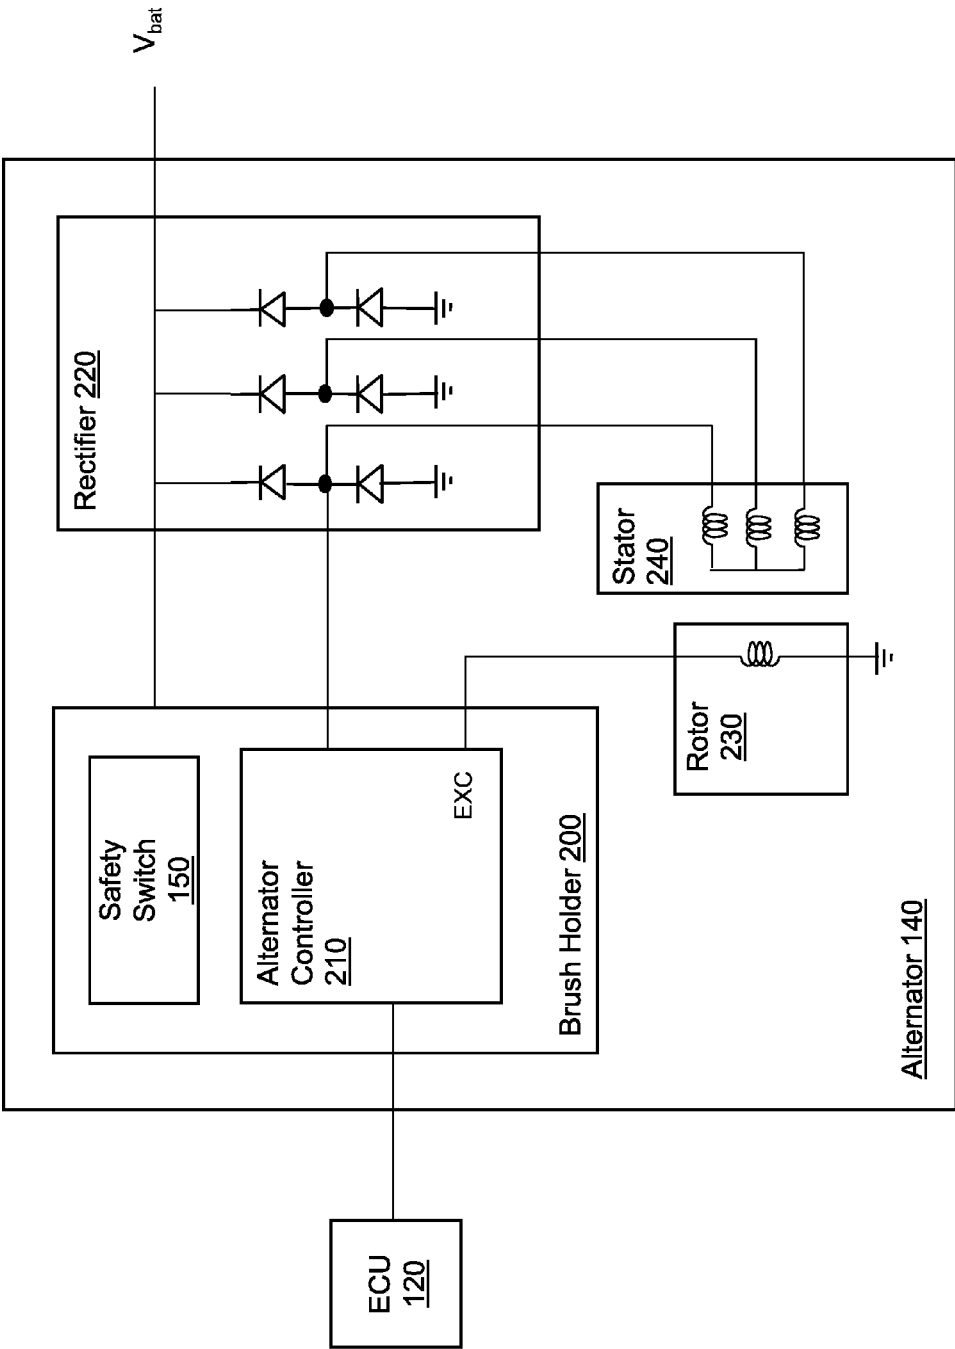 V_bat
Rectifier 220
Safety
Switch
150
Alternator
Controller
210
EXC
Brush Holder 200
Stator
240
Rotor
230
Alternator 140
ECU
120